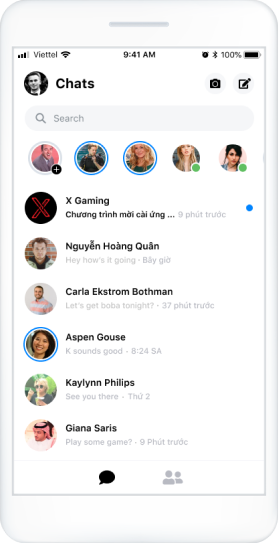 Viettel 9:41 AM 100%
Chats
Search
X Gaming
Chương trình mời cài ứng ... 9 phút trước
Nguyễn Hoàng Quân
Hey how's it going · Bây giờ
Carla Ekstrom Bothman
Let's get boba tonight? · 37 phút trước
Aspen Gouse
K sounds good · 8:24 SA
Kaylynn Philips
See you there · Thứ 2
Giana Saris
Play some game? · 9 Phút trước